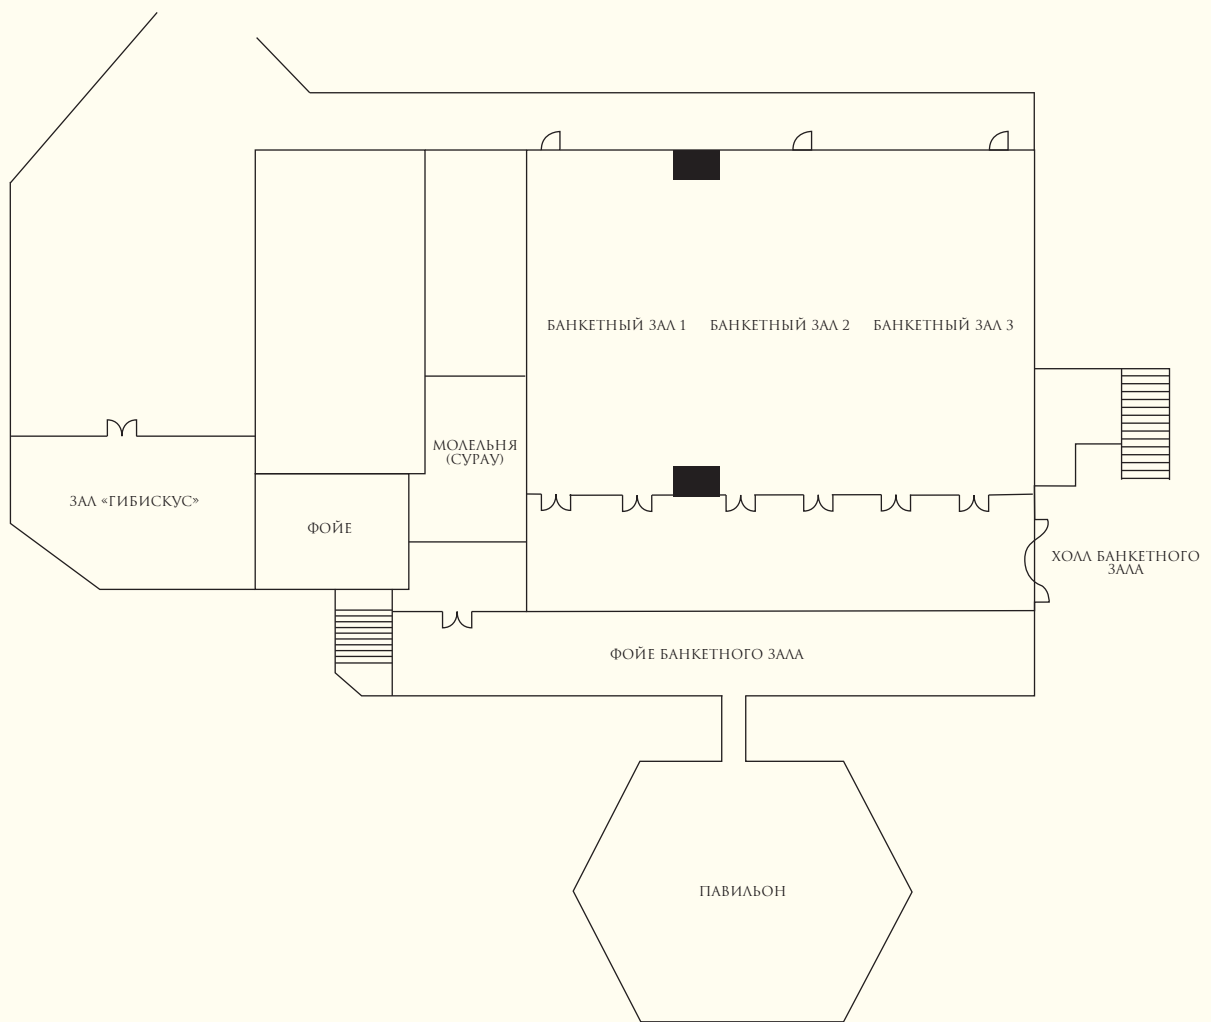 БАНКЕТНЫЙ ЗАЛ 1
БАНКЕТНЫЙ ЗАЛ 2
БАНКЕТНЫЙ ЗАЛ 3
МОЛЕЛЬНЯ
(СУРАУ)
ЗАЛ «ГИБИСКУС»
ФОЙЕ
ХОЛЛ БАНКЕТНОГО
ЗАЛА
ФОЙЕ БАНКЕТНОГО ЗАЛА
ПАВИЛЬОН